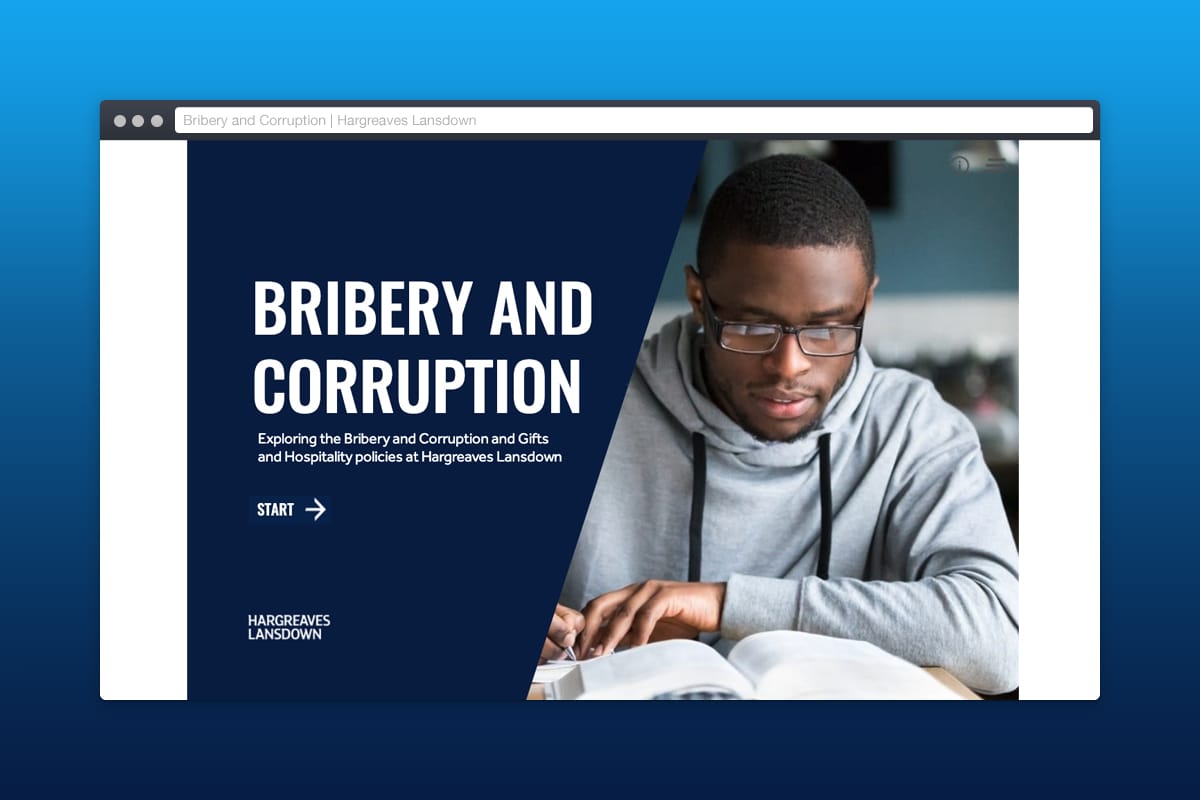 Bribery and Corruption | Hargreaves Lansdown
BRIBERY AND
CORRUPTION
Exploring the Bribery and Corruption and Gifts
and Hospitality policies at Hargreaves Lansdown
START
HARGREAVES
LANSDOWN